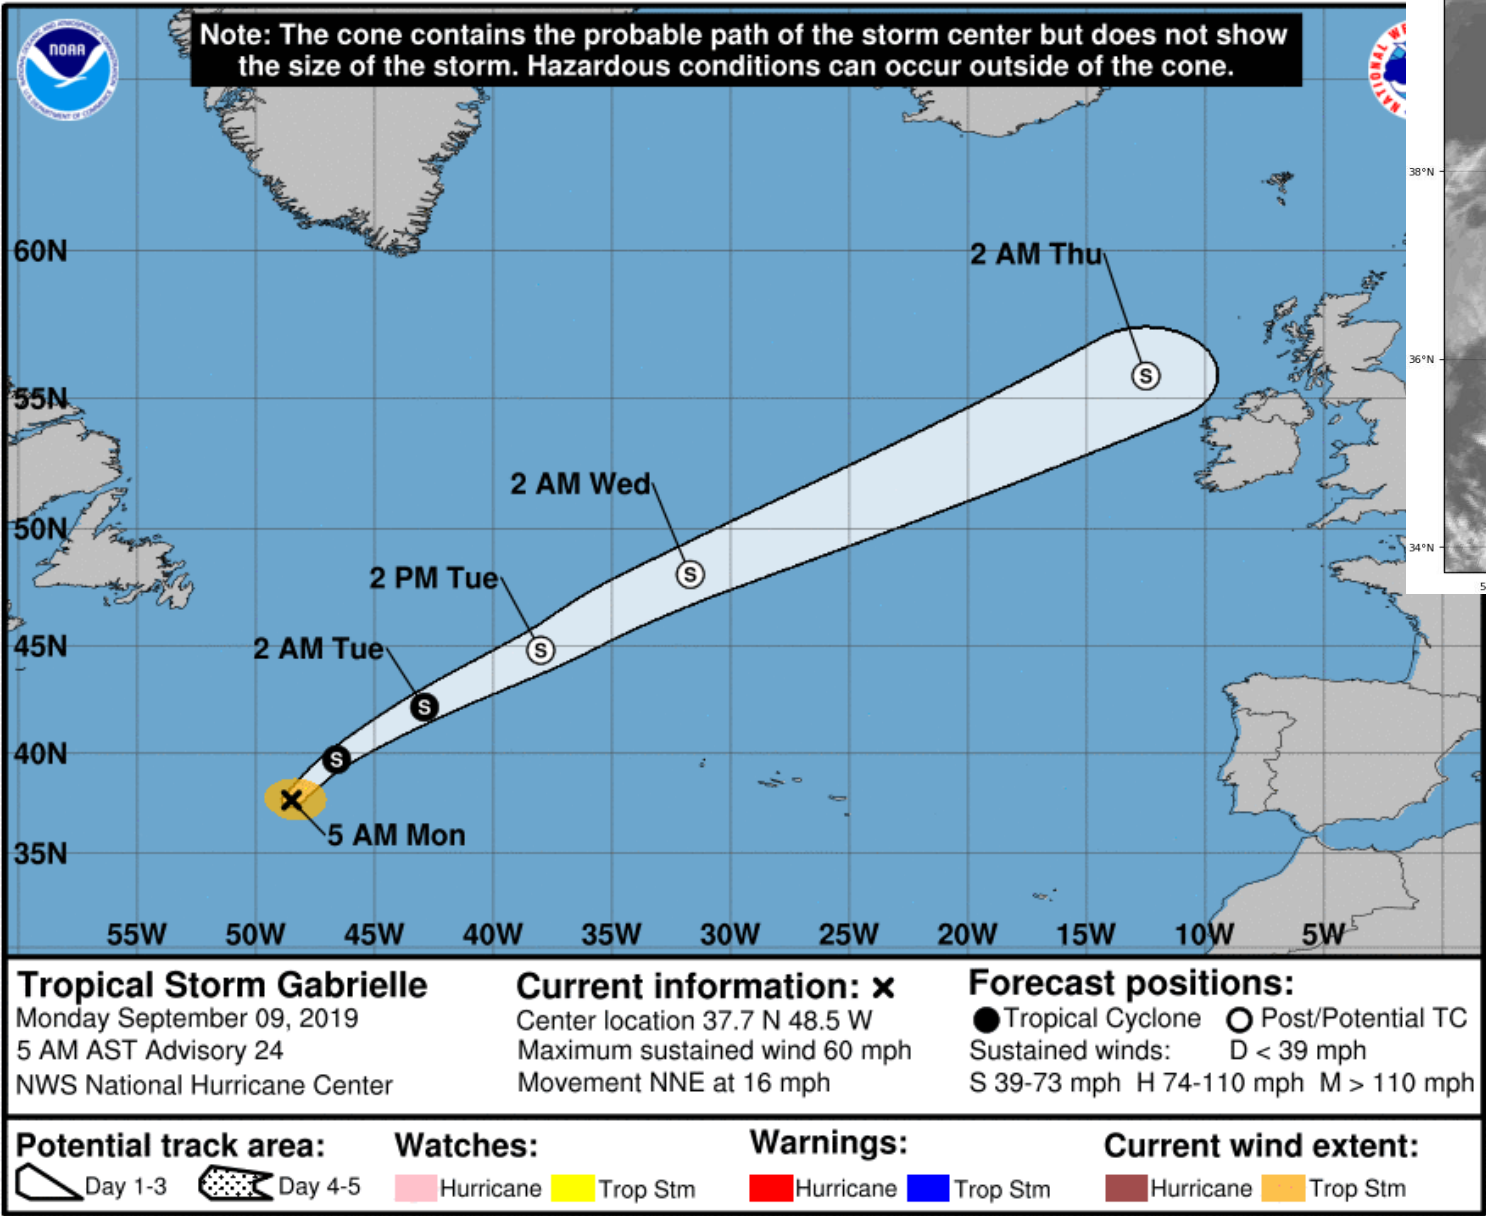 Note: The cone contains the probable path of the storm center but does not show
the size of the storm. Hazardous conditions can occur outside of the cone.
NOAA
38°N
60N
2 AM Thu
S
36°N
55N
2 AM Wed
50N
34°N
S
2 PM Tue
2 AM Tue
45N
S
S
40N
S
5 AM Mon
35N
55W 50W 45W 40W 35W 30W 25W 20W 15W 10W 5W
Tropical Storm Gabrielle
Monday September 09, 2019
5 AM AST Advisory 24
NWS National Hurricane Center
Current information: ×
Center location 37.7 N 48.5 W
Maximum sustained wind 60 mph
Movement NNE at 16 mph
Forecast positions:
Tropical Cyclone Post/Potential TC
Sustained winds: D < 39 mph
S 39-73 mph H 74-110 mph M > 110 mph
Potential track area:
Day 1-3 Day 4-5
Watches:
Hurricane Trop Stm
Warnings:
Hurricane Trop Stm
Current wind extent:
Hurricane Trop Stm